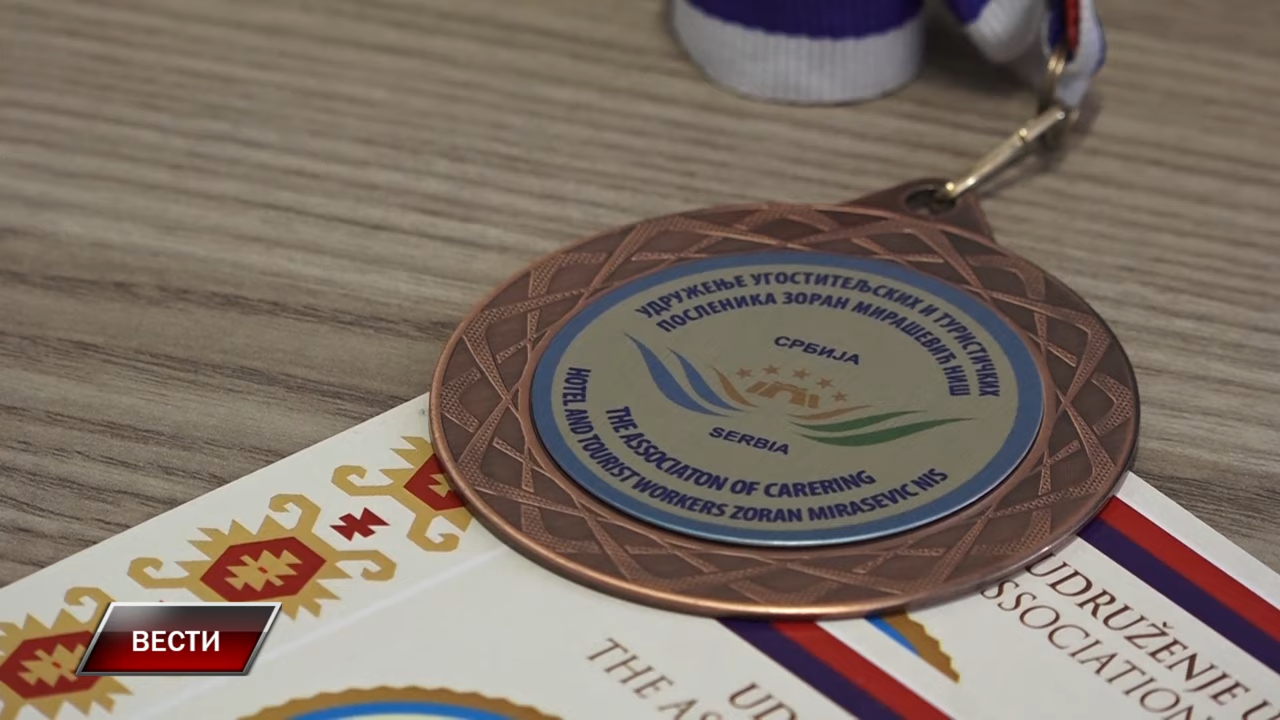 УДРУЖЕЊЕ УГОСТИТЕЉСКИХ И ТУРИСТИЧКИХ
ПОСЛЕНИКА ЗОРАН МИРАШЕВИЋ НИШ
СРБИЈА
SERBIA
THE ASSOCIATON OF CARERING
HOTEL AND TOURIST WORKERS ZORAN MIRASEVIC NIS
UDRUŽENJE
ASSOCIATION
THE
ВЕСТИ